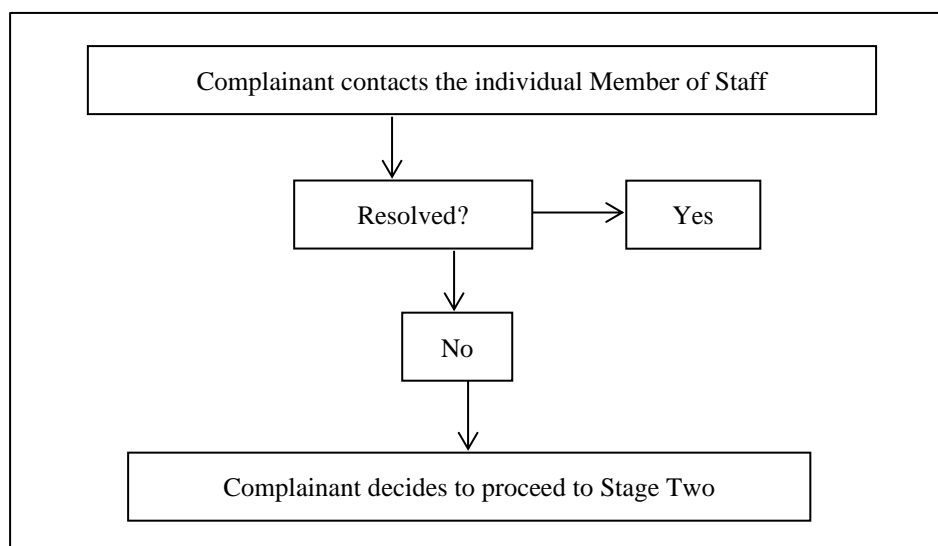 Complainant contacts the individual Member of Staff
Resolved?
Yes
No
Complainant decides to proceed to Stage Two